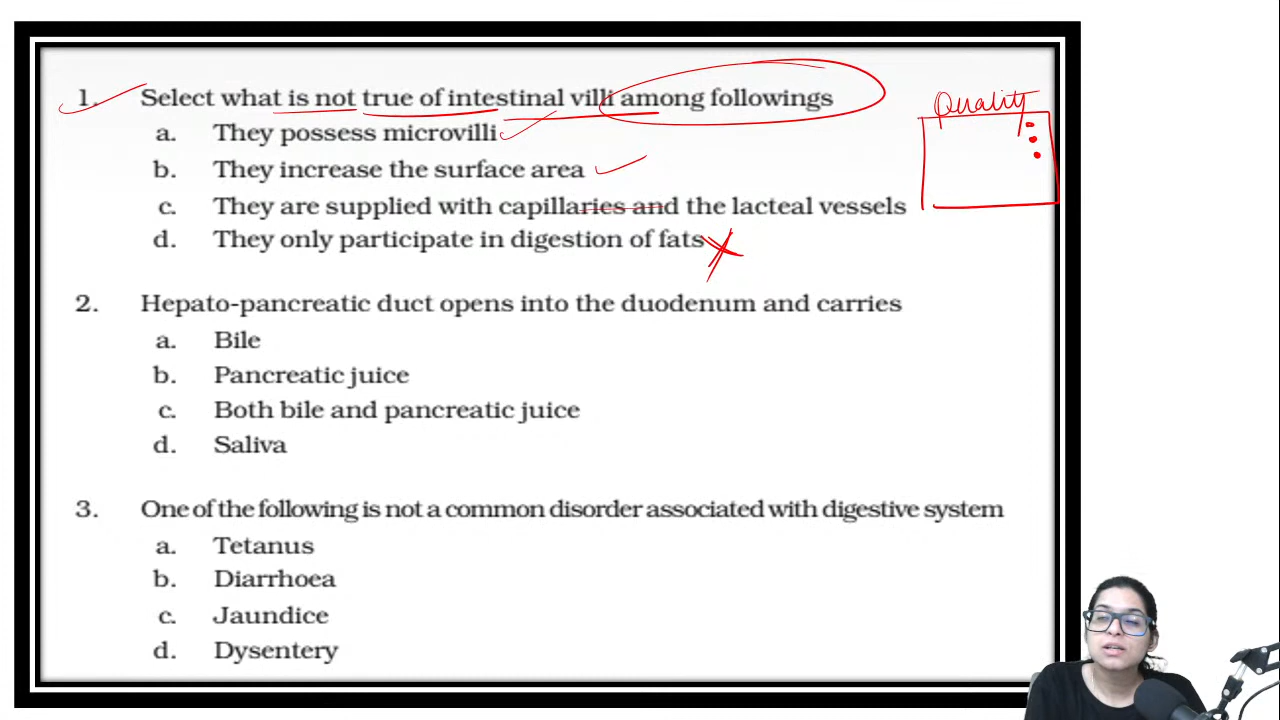 1. Select what is not true of intestinal villi among followings
a. They possess microvilli
b. They increase the surface area
c. They are supplied with capillaries and the lacteal vessels
d. They only participate in digestion of fats
Quality
2. Hepato-pancreatic duct opens into the duodenum and carries
a. Bile
b. Pancreatic juice
c. Both bile and pancreatic juice
d. Saliva
3. One of the following is not a common disorder associated with digestive system
a. Tetanus
b. Diarrhoea
c. Jaundice
d. Dysentery